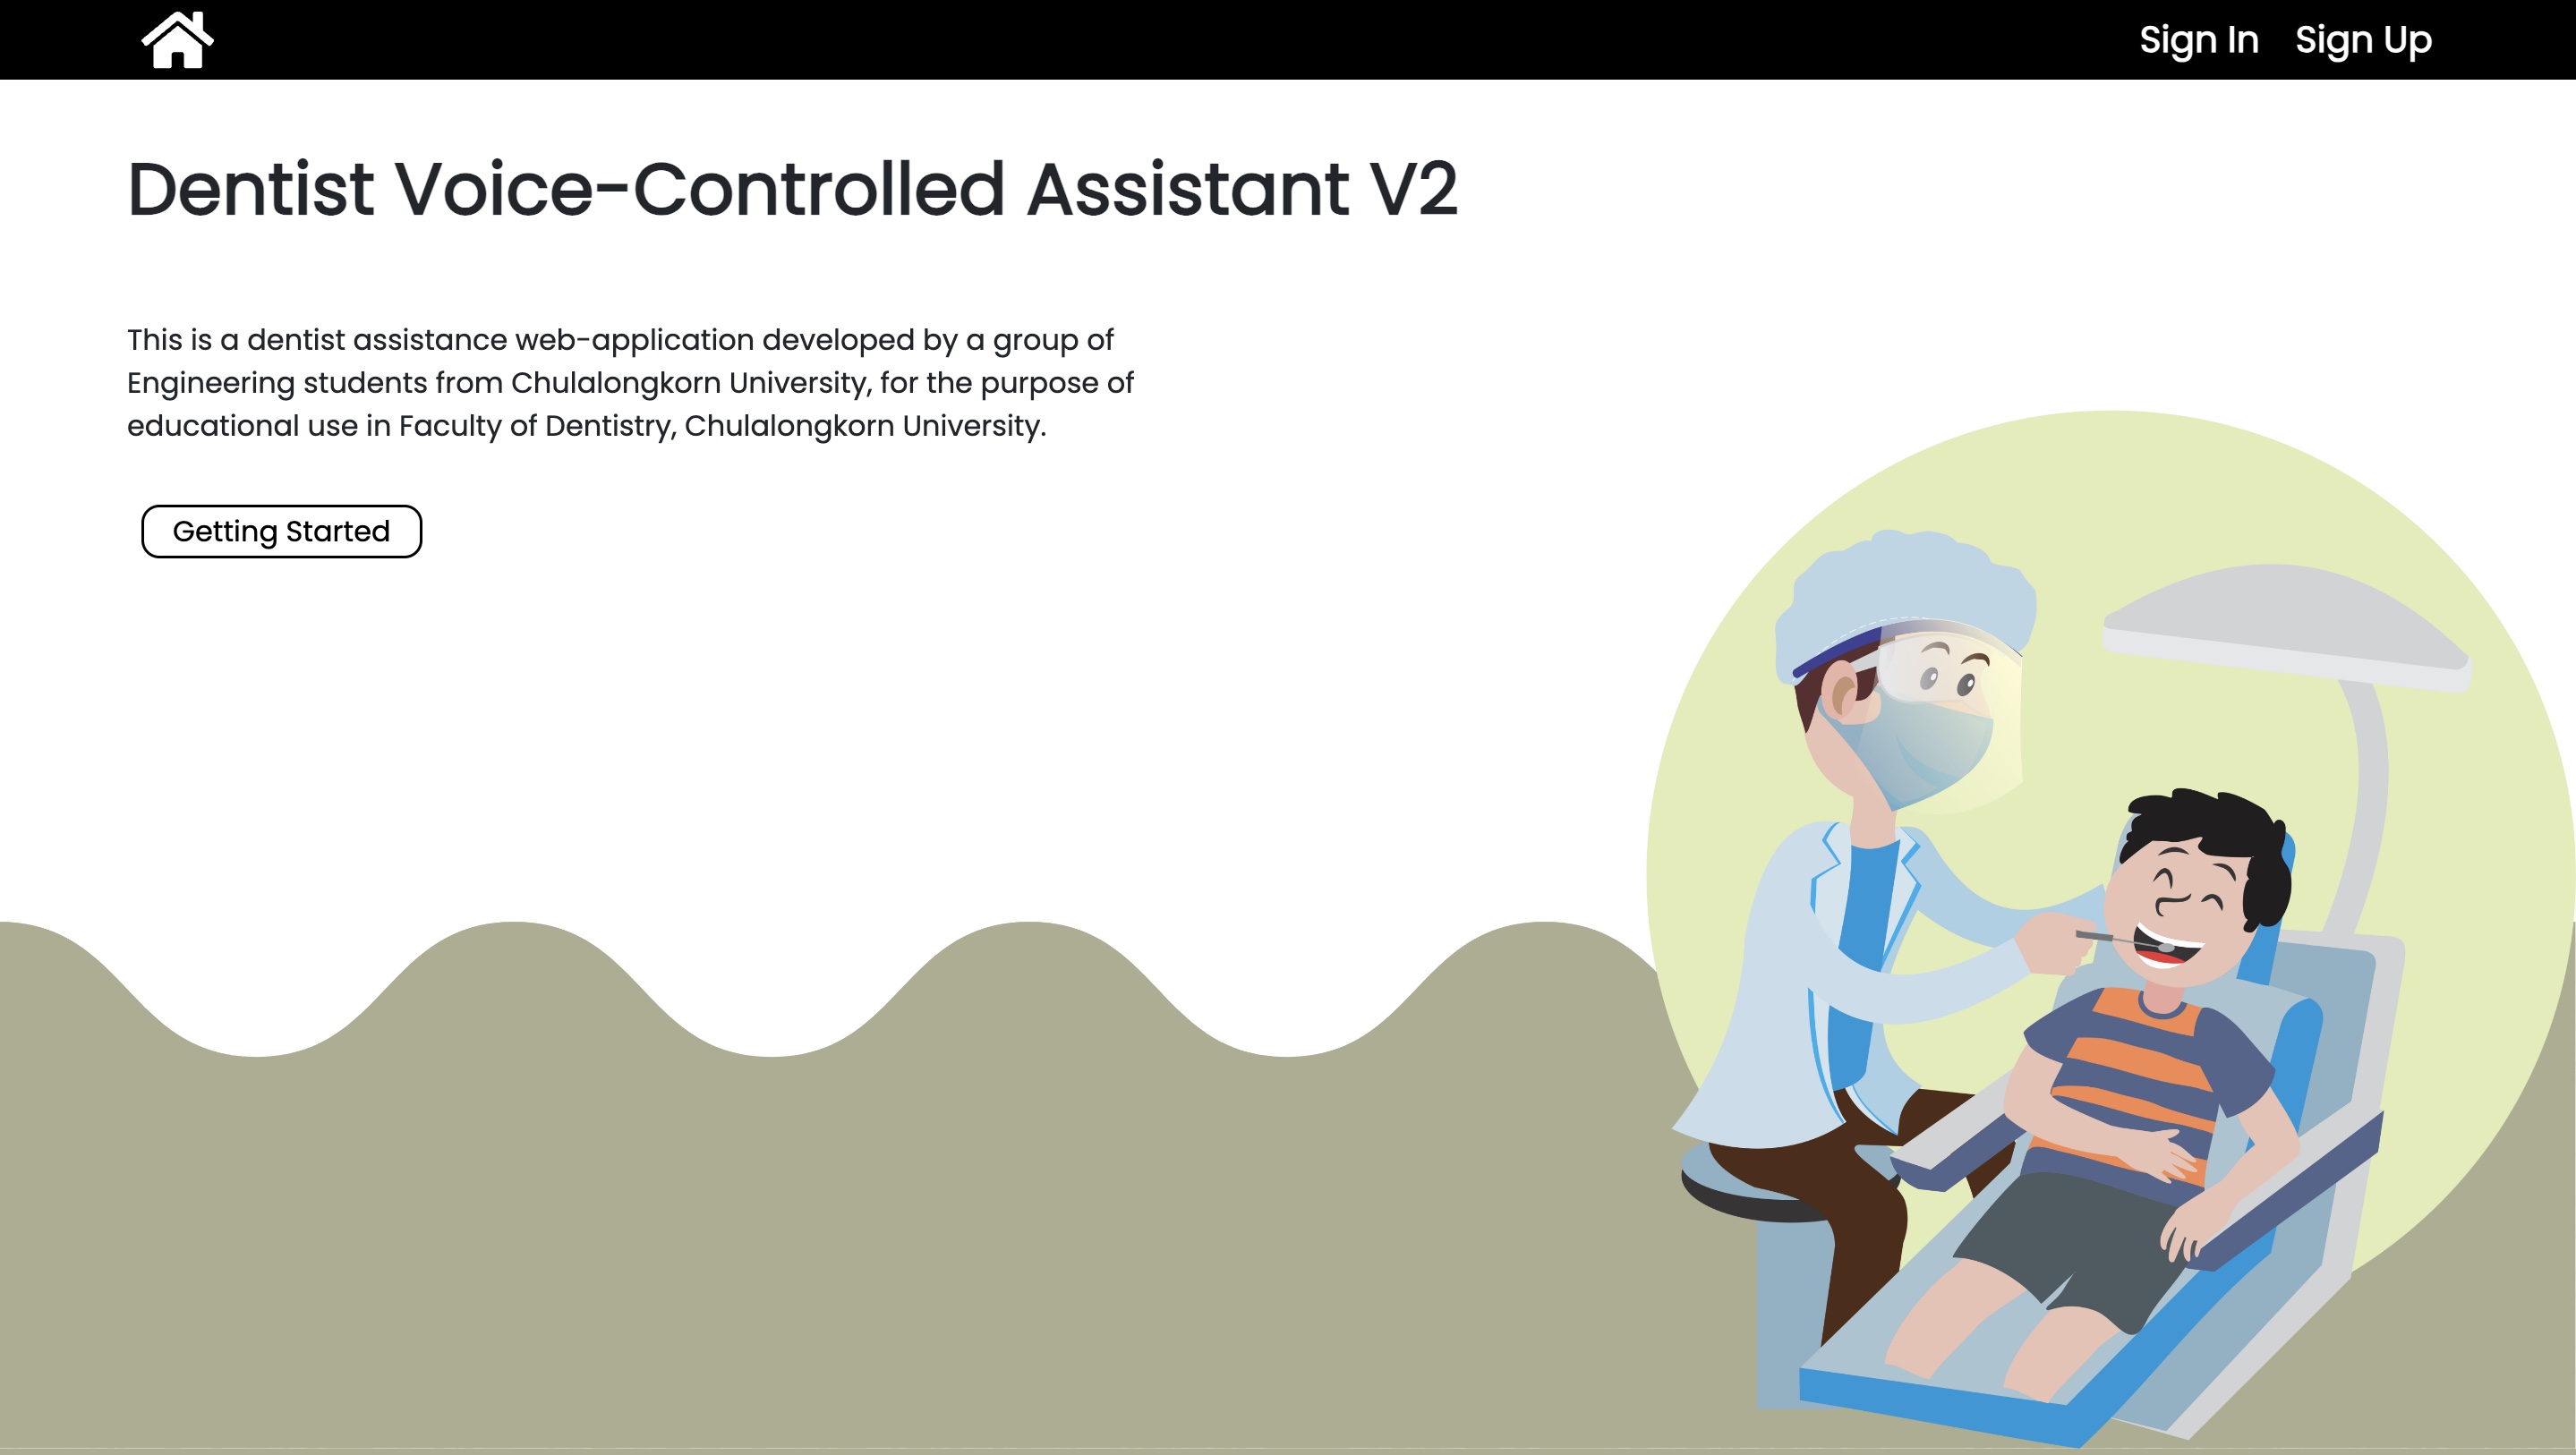 Sign In Sign Up
Dentist Voice-Controlled Assistant V2
This is a dentist assistance web-application developed by a group of
Engineering students from Chulalongkorn University, for the purpose of
educational use in Faculty of Dentistry, Chulalongkorn University.
Getting Started